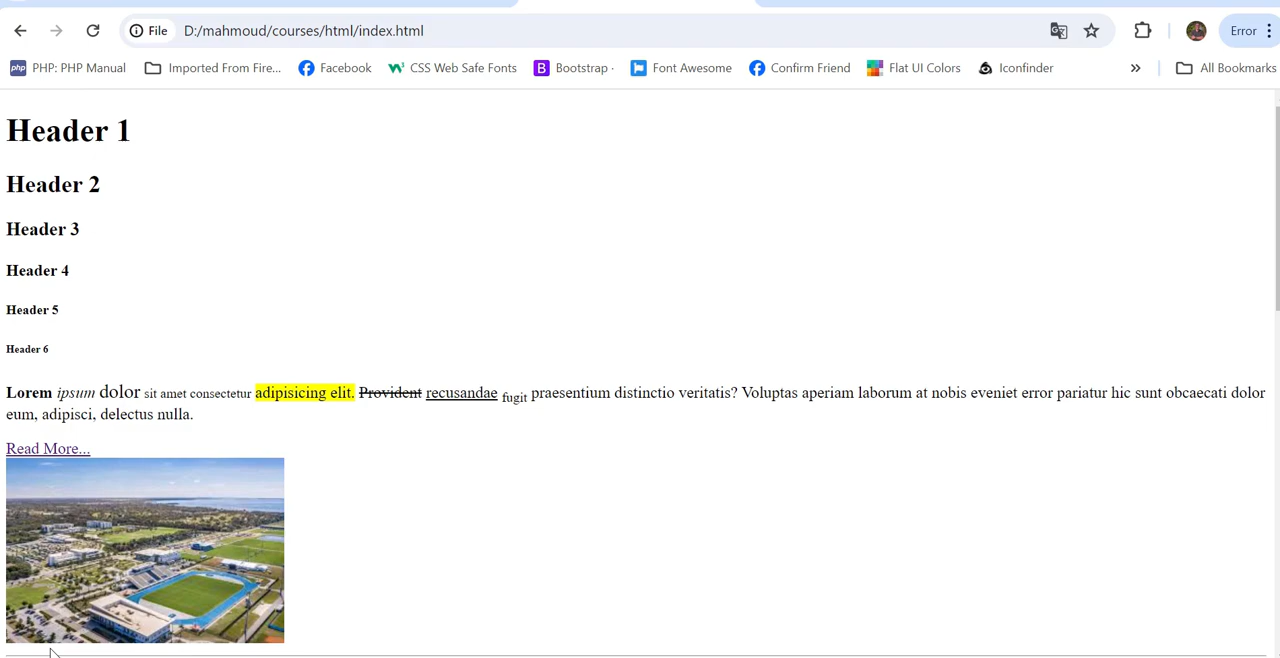 File D:/mahmoud/courses/html/index.html Error
php PHP: PHP Manual Imported From Fire... Facebook CSS Web Safe Fonts B Bootstrap · Font Awesome Confirm Friend Flat UI Colors Iconfinder » All Bookmarks
Header 1
Header 2
Header 3
Header 4
Header 5
Header 6
Lorem ipsum dolor sit amet consectetur adipisicing elit. Provident recusandae fugit praesentium distinctio veritatis? Voluptas aperiam laborum at nobis eveniet error pariatur hic sunt obcaecati dolor
eum, adipisci, delectus nulla.
Read More...